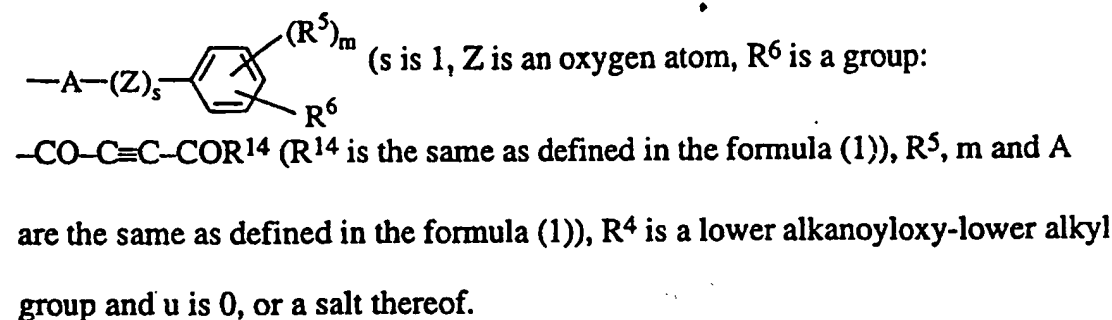 —A—(Z)s (R⁵)m R⁶ (s is 1, Z is an oxygen atom, R⁶ is a group:
–CO–C≡C–COR¹⁴ (R¹⁴ is the same as defined in the formula (1)), R⁵, m and A
are the same as defined in the formula (1)), R⁴ is a lower alkanoyloxy-lower alkyl
group and u is 0, or a salt thereof.